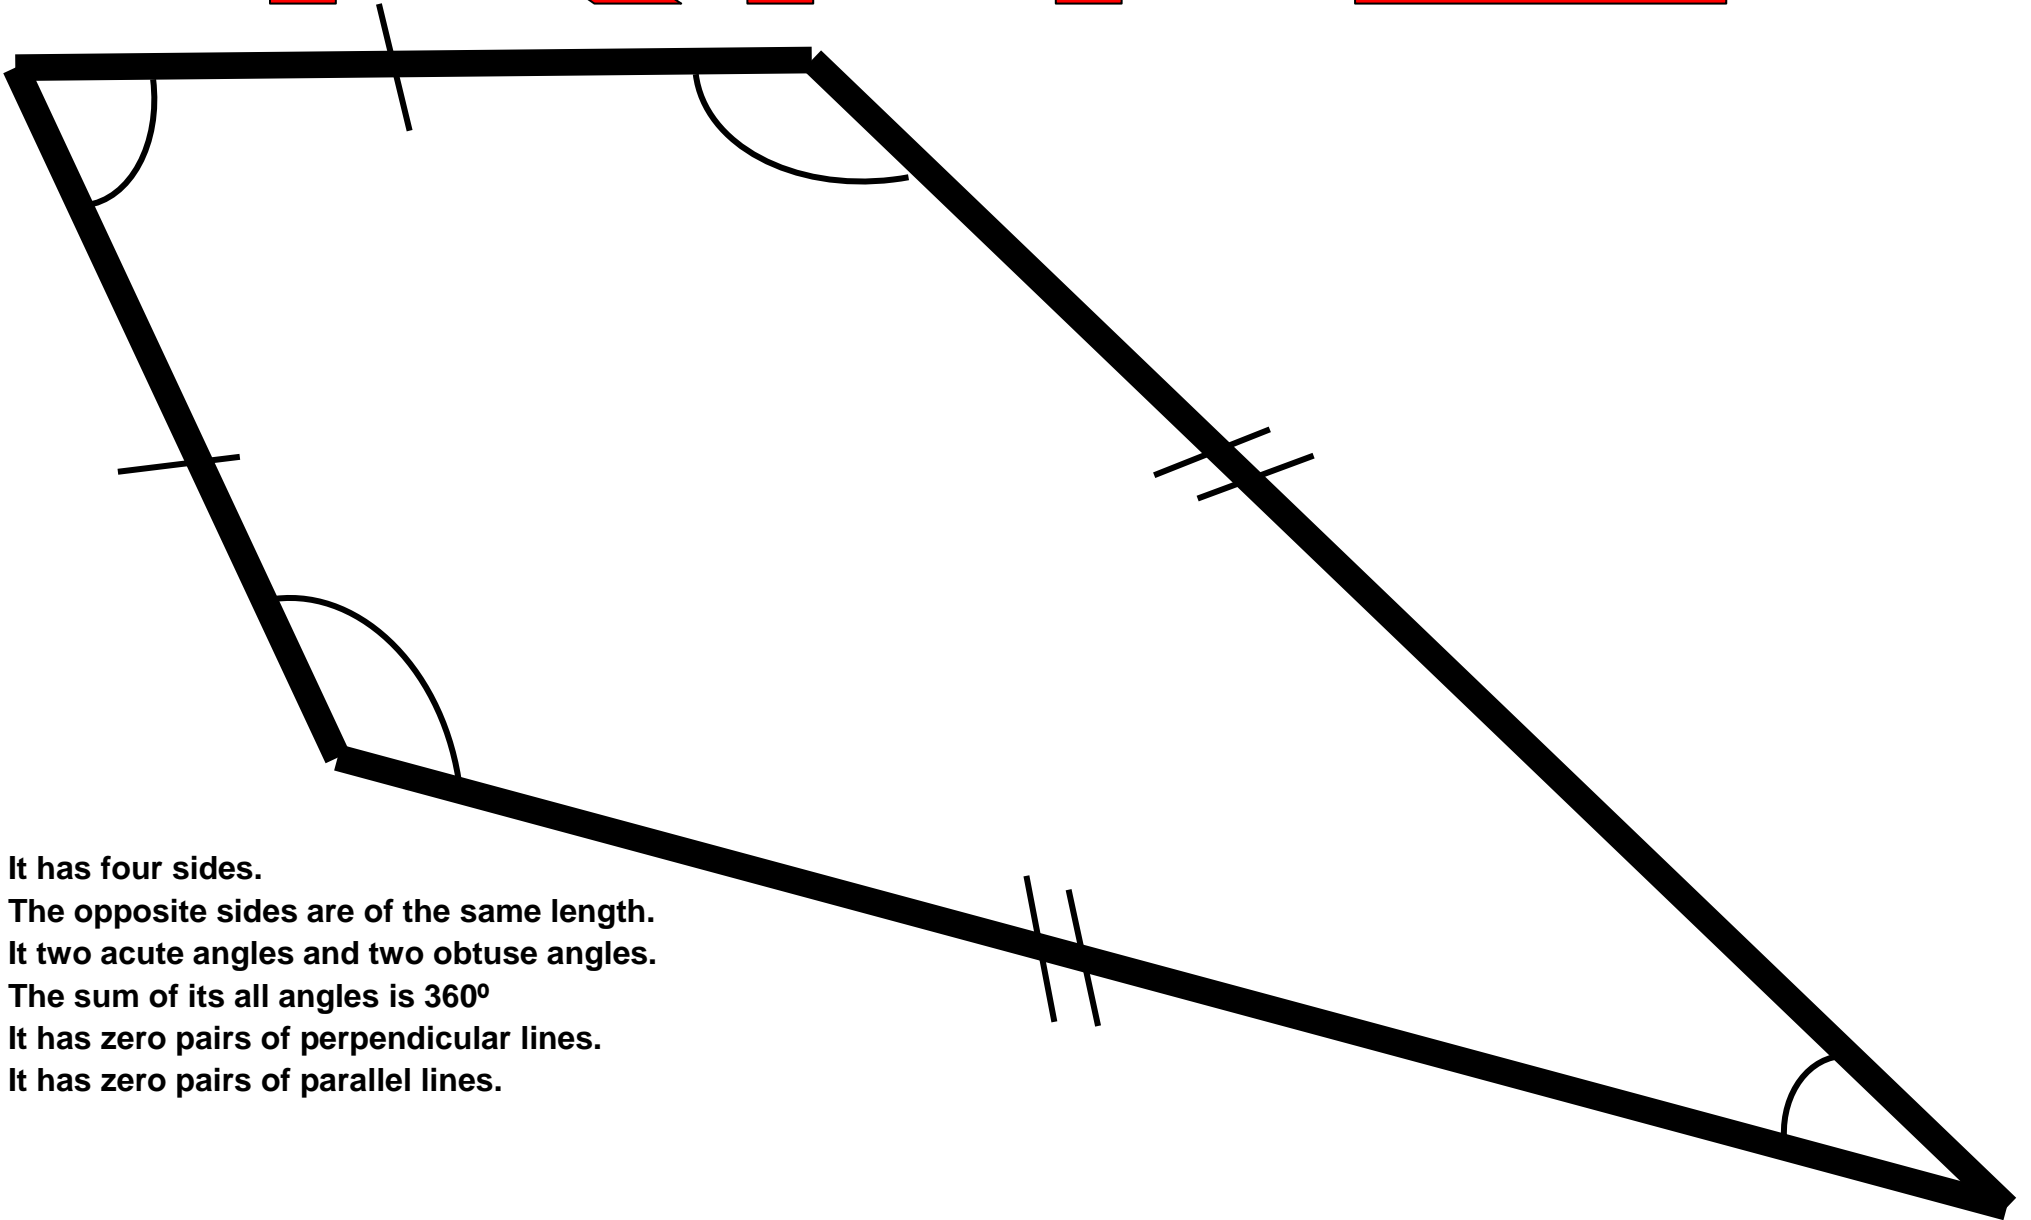 It has four sides.
The opposite sides are of the same length.
It two acute angles and two obtuse angles.
The sum of its all angles is 360º
It has zero pairs of perpendicular lines.
It has zero pairs of parallel lines.